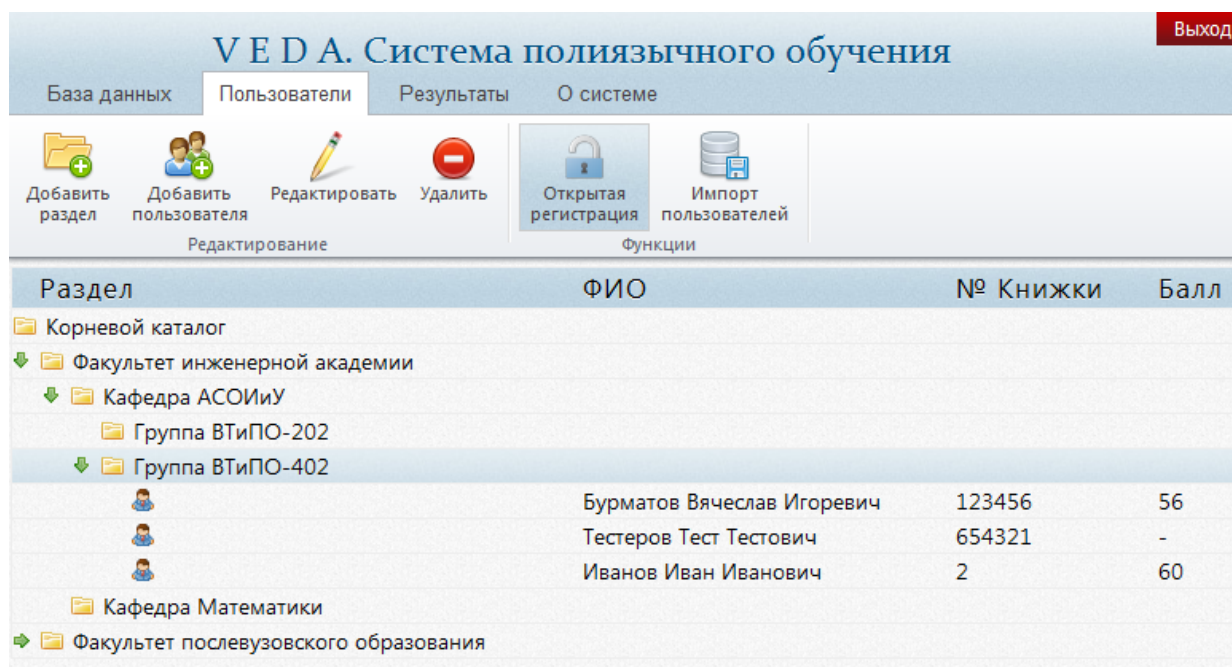 Выход
V E D A. Система полиязычного обучения
База данных Пользователи Результаты О системе
Добавить раздел
Добавить пользователя
Редактировать
Удалить
Открытая регистрация
Импорт пользователей
Редактирование Функции
Раздел ФИО № Книжки Балл
Корневой каталог
Факультет инженерной академии
Кафедра АСОИиУ
Группа ВТиПО-202
Группа ВТиПО-402
Бурматов Вячеслав Игоревич 123456 56
Тестеров Тест Тестович 654321 -
Иванов Иван Иванович 2 60
Кафедра Математики
Факультет послевузовского образования